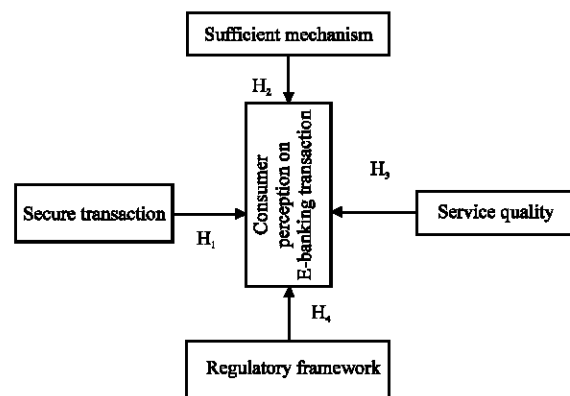 Sufficient mechanism
H₂
Consumer
perception on
E-banking transaction
H₃
Secure transaction
Service quality
H₁
H₄
Regulatory framework